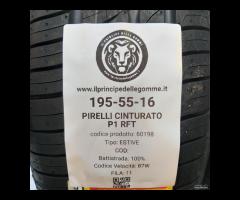 www.ilprincipedellegomme.it
195-55-16
PIRELLI CINTURATO
P1 RFT
codice prodotto: 60198
Tipo: ESTIVE
COD:
Battistrada: 100%
Codice Velocità: 87W
FILA: 11